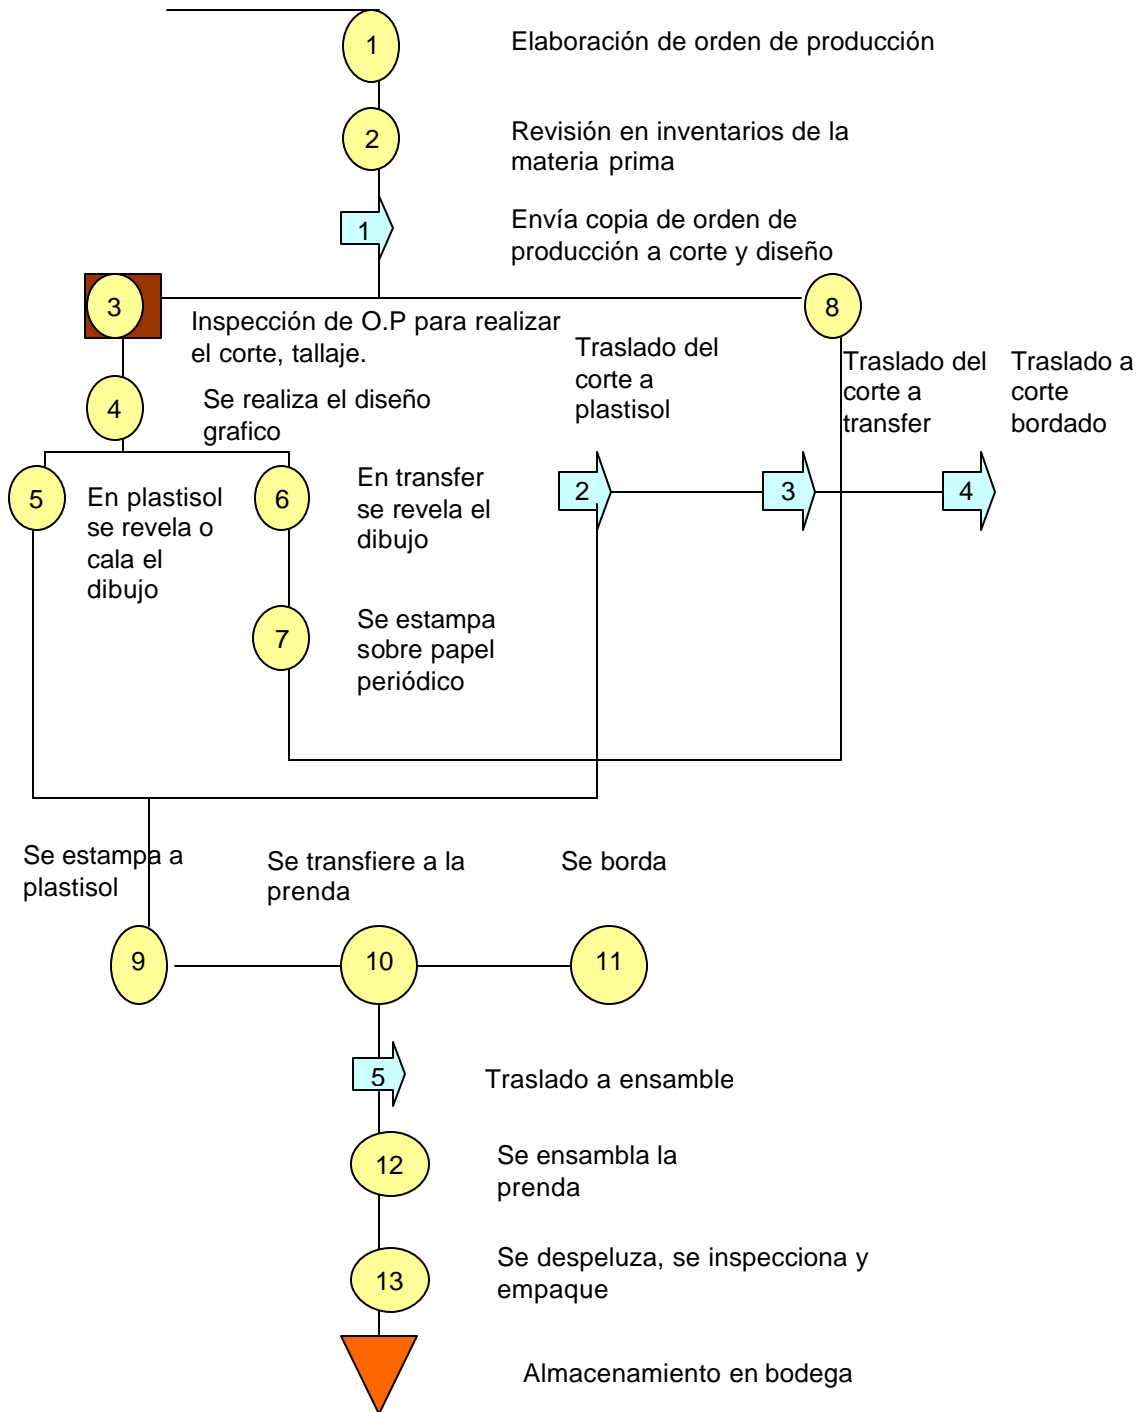 1
Elaboración de orden de producción
2
Revisión en inventarios de la
materia prima
1
Envía copia de orden de
producción a corte y diseño
3
Inspección de O.P para realizar
el corte, tallaje.
8
4
Se realiza el diseño
grafico
Traslado del
corte a
plastisol
Traslado del
corte a
transfer
Traslado a
corte
bordado
5
En plastisol
se revela o
cala el
dibujo
6
En transfer
se revela el
dibujo
2
3
4
7
Se estampa
sobre papel
periódico
Se estampa a
plastisol
Se transfiere a la
prenda
Se borda
9
10
11
5
Traslado a ensamble
12
Se ensambla la
prenda
13
Se despeluza, se inspecciona y
empaque
Almacenamiento en bodega